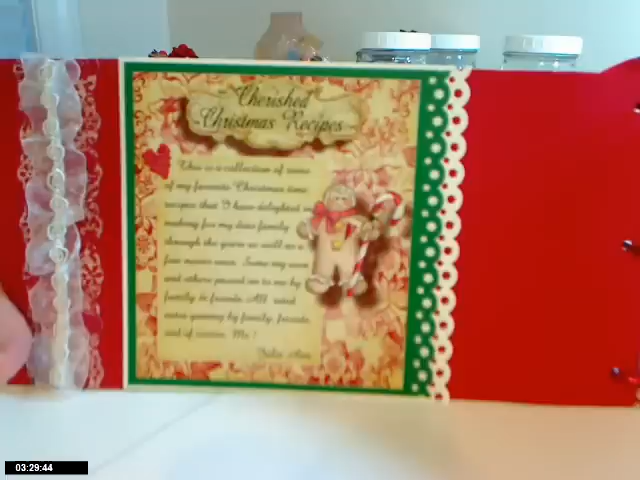 Cherished
Christmas Recipes
This is a collection of some
of my favorite Christmas time
recipes that I have delighted in
making for my dear family
through the years as well as a
few newer ones. Some my own
and others passed on to me by
family & friends. All rated
extra yummy by family, friends
and of course, Me!
03:29:44